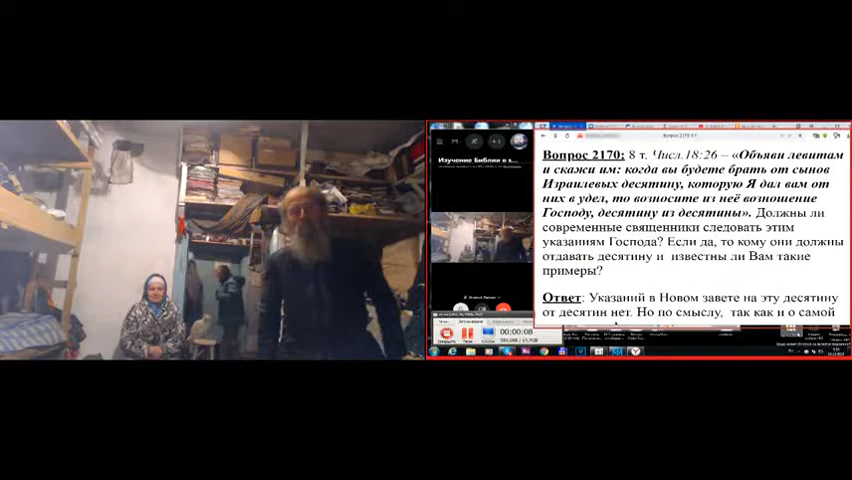 Изучение Библии в в...
Вопрос 2170: 8 т. Числ.18:26 – «Объяви левитам
и скажи им: когда вы будете брать от сынов
Израилевых десятину, которую Я дал вам от
них в удел, то возносите из неё возношение
Господу, десятину из десятины». Должны ли
современные священники следовать этим
указаниям Господа? Если да, то кому они должны
отдавать десятину и известны ли Вам такие
примеры?
Ответ: Указаний в Новом завете на эту десятину
от десятин нет. Но по смыслу, так как и о самой
00:00:08